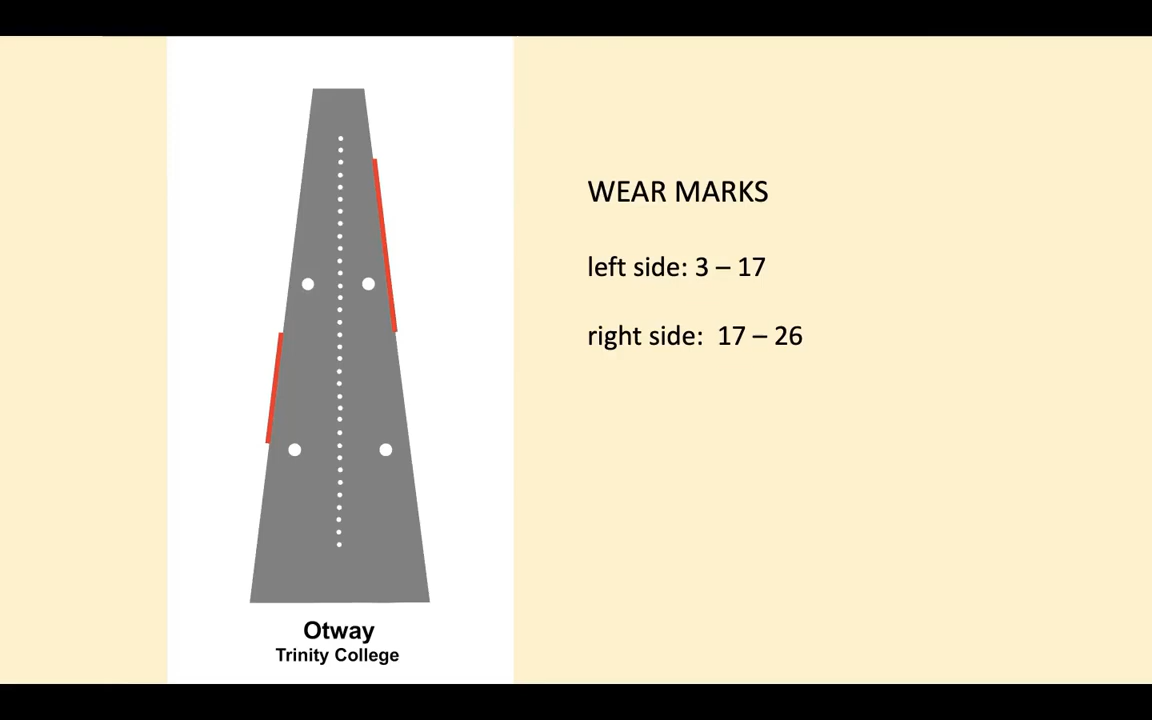 WEAR MARKS
left side: 3 – 17
right side: 17 – 26
Otway
Trinity College